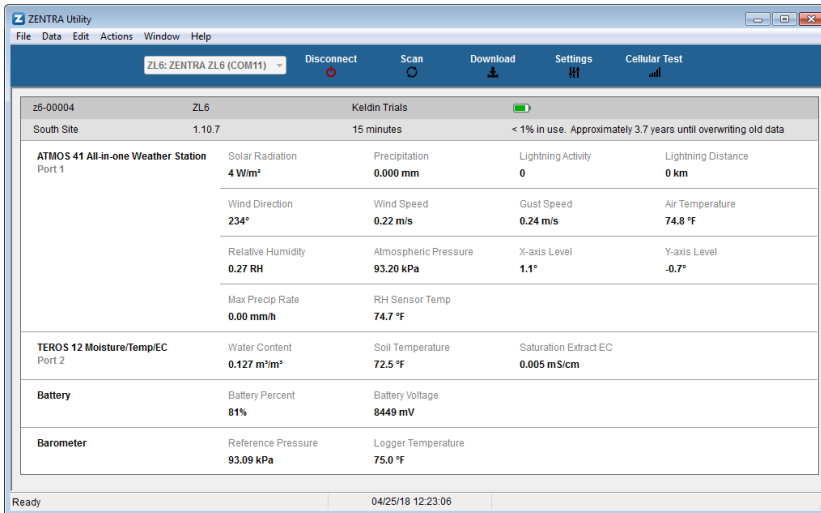 ZENTRA Utility
File Data Edit Actions Window Help
ZL6: ZENTRA ZL6 (COM11) Disconnect Scan Download Settings Cellular Test
z6-00004 ZL6 Keldin Trials
South Site 1.10.7 15 minutes < 1% in use. Approximately 3.7 years until overwriting old data
ATMOS 41 All-in-one Weather Station Solar Radiation Precipitation Lightning Activity Lightning Distance
Port 1 4 W/m² 0.000 mm 0 0 km
Wind Direction Wind Speed Gust Speed Air Temperature
234° 0.22 m/s 0.24 m/s 74.8 °F
Relative Humidity Atmospheric Pressure X-axis Level Y-axis Level
0.27 RH 93.20 kPa 1.1° -0.7°
Max Precip Rate RH Sensor Temp
0.00 mm/h 74.7 °F
TEROS 12 Moisture/Temp/EC Water Content Soil Temperature Saturation Extract EC
Port 2 0.127 m³/m³ 72.5 °F 0.005 mS/cm
Battery Battery Percent Battery Voltage
81% 8449 mV
Barometer Reference Pressure Logger Temperature
93.09 kPa 75.0 °F
Ready 04/25/18 12:23:06